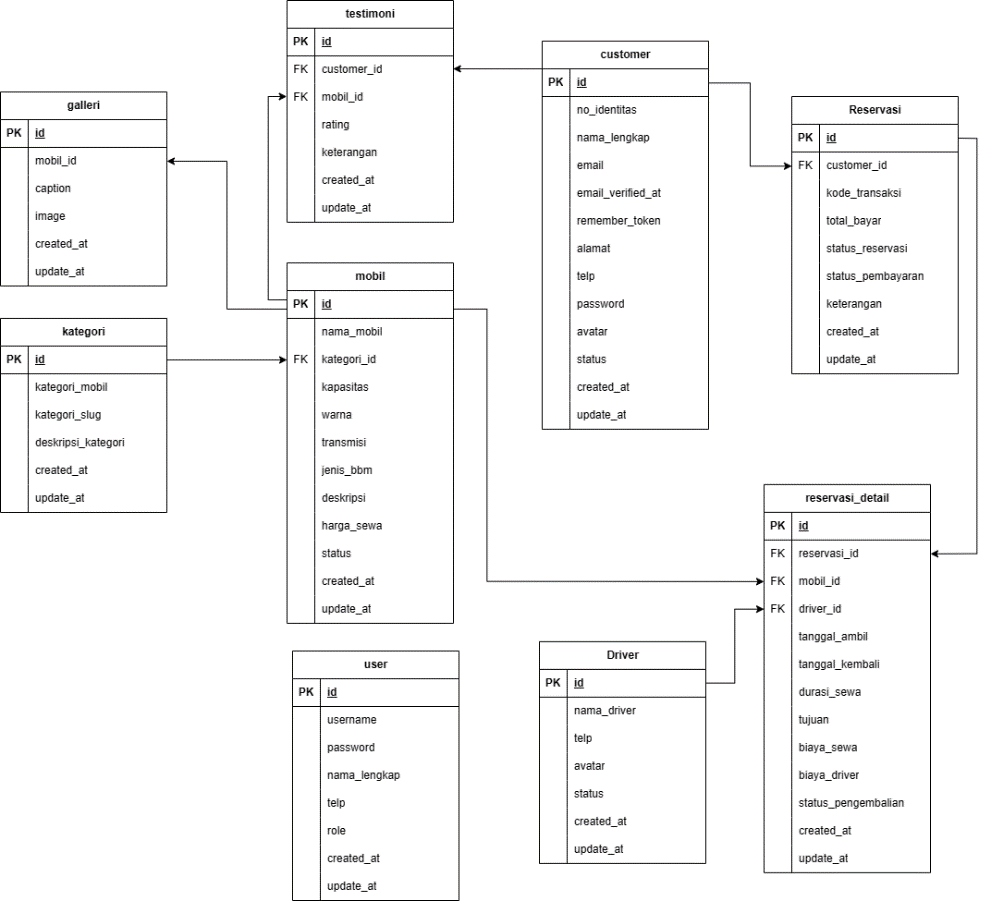 testimoni
PK id
FK customer_id
FK mobil_id
rating
keterangan
created_at
update_at
customer
PK id
no_identitas
nama_lengkap
email
email_verified_at
remember_token
alamat
telp
password
avatar
status
created_at
update_at
galleri
PK id
mobil_id
caption
image
created_at
update_at
Reservasi
PK id
FK customer_id
kode_transaksi
total_bayar
status_reservasi
status_pembayaran
keterangan
created_at
update_at
mobil
PK id
nama_mobil
FK kategori_id
kapasitas
warna
transmisi
jenis_bbm
deskripsi
harga_sewa
status
created_at
update_at
kategori
PK id
kategori_mobil
kategori_slug
deskripsi_kategori
created_at
update_at
reservasi_detail
PK id
FK reservasi_id
FK mobil_id
FK driver_id
tanggal_ambil
tanggal_kembali
durasi_sewa
tujuan
biaya_sewa
biaya_driver
status_pengembalian
created_at
update_at
Driver
PK id
nama_driver
telp
avatar
status
created_at
update_at
user
PK id
username
password
nama_lengkap
telp
role
created_at
update_at